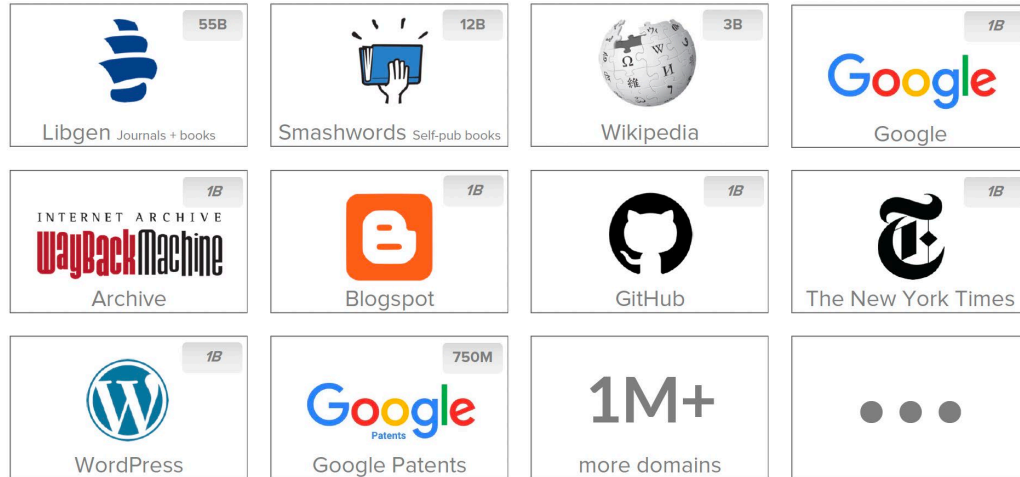 55B
Libgen Journals + books
12B
Smashwords Self-pub books
3B
Ω W
И
維
Wikipedia
1B
Google
Google
1B
INTERNET ARCHIVE
WayBackMachine
Archive
1B
Blogspot
1B
GitHub
1B
The New York Times
1B
W
WordPress
750M
Google
Patents
Google Patents
1M+
more domains